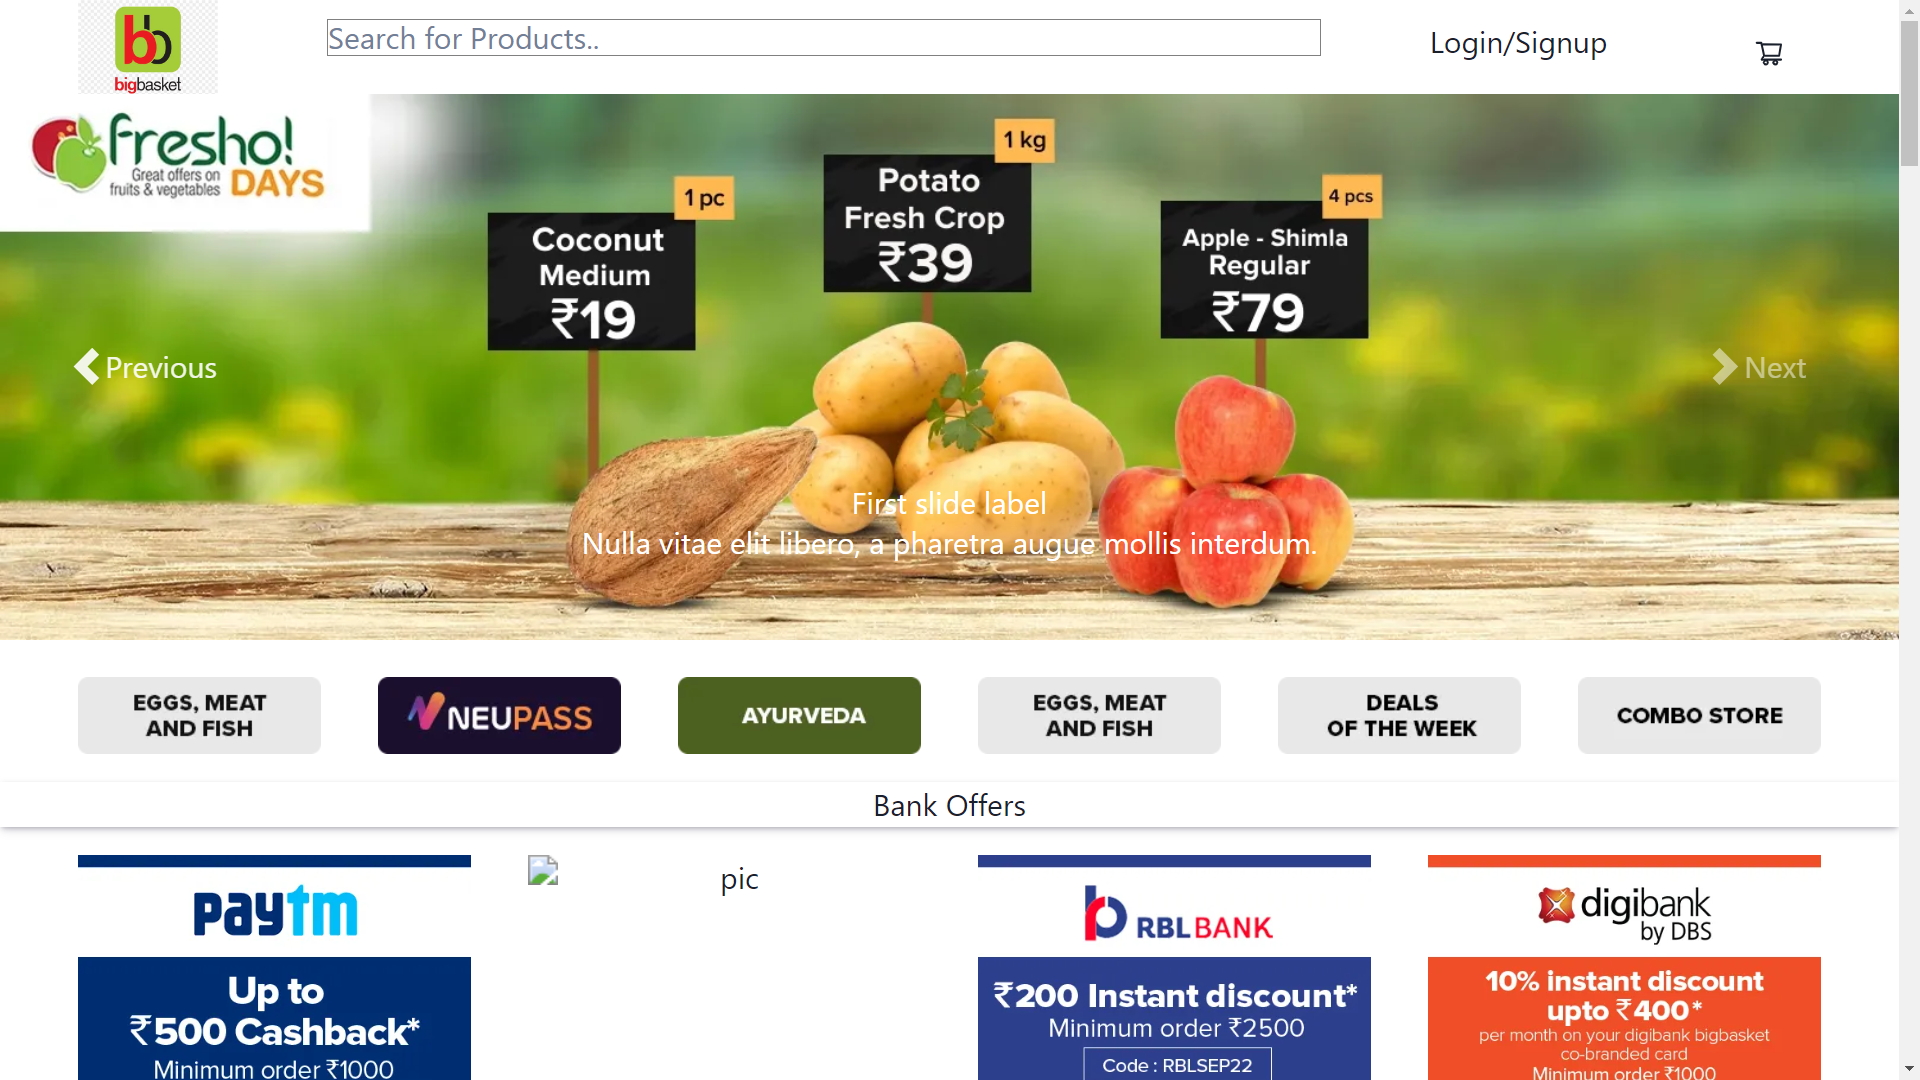 bb
bigbasket
Search for Products..
Login/Signup
fresho!
Great offers on
fruits & vegetables
DAYS
1 pc
Coconut
Medium
₹19
1 kg
Potato
Fresh Crop
₹39
4 pcs
Apple - Shimla
Regular
₹79
Previous
Next
First slide label
Nulla vitae elit libero, a pharetra augue mollis interdum.
EGGS, MEAT
AND FISH
NEUPASS
AYURVEDA
EGGS, MEAT
AND FISH
DEALS
OF THE WEEK
COMBO STORE
Bank Offers
paytm
Up to
₹500 Cashback*
Minimum order ₹1000
pic
RBL BANK
₹200 Instant discount*
Minimum order ₹2500
Code : RBLSEP22
digibank
by DBS
10% instant discount
upto ₹400*
per month on your digibank bigbasket
co-branded card
Minimum order ₹1000